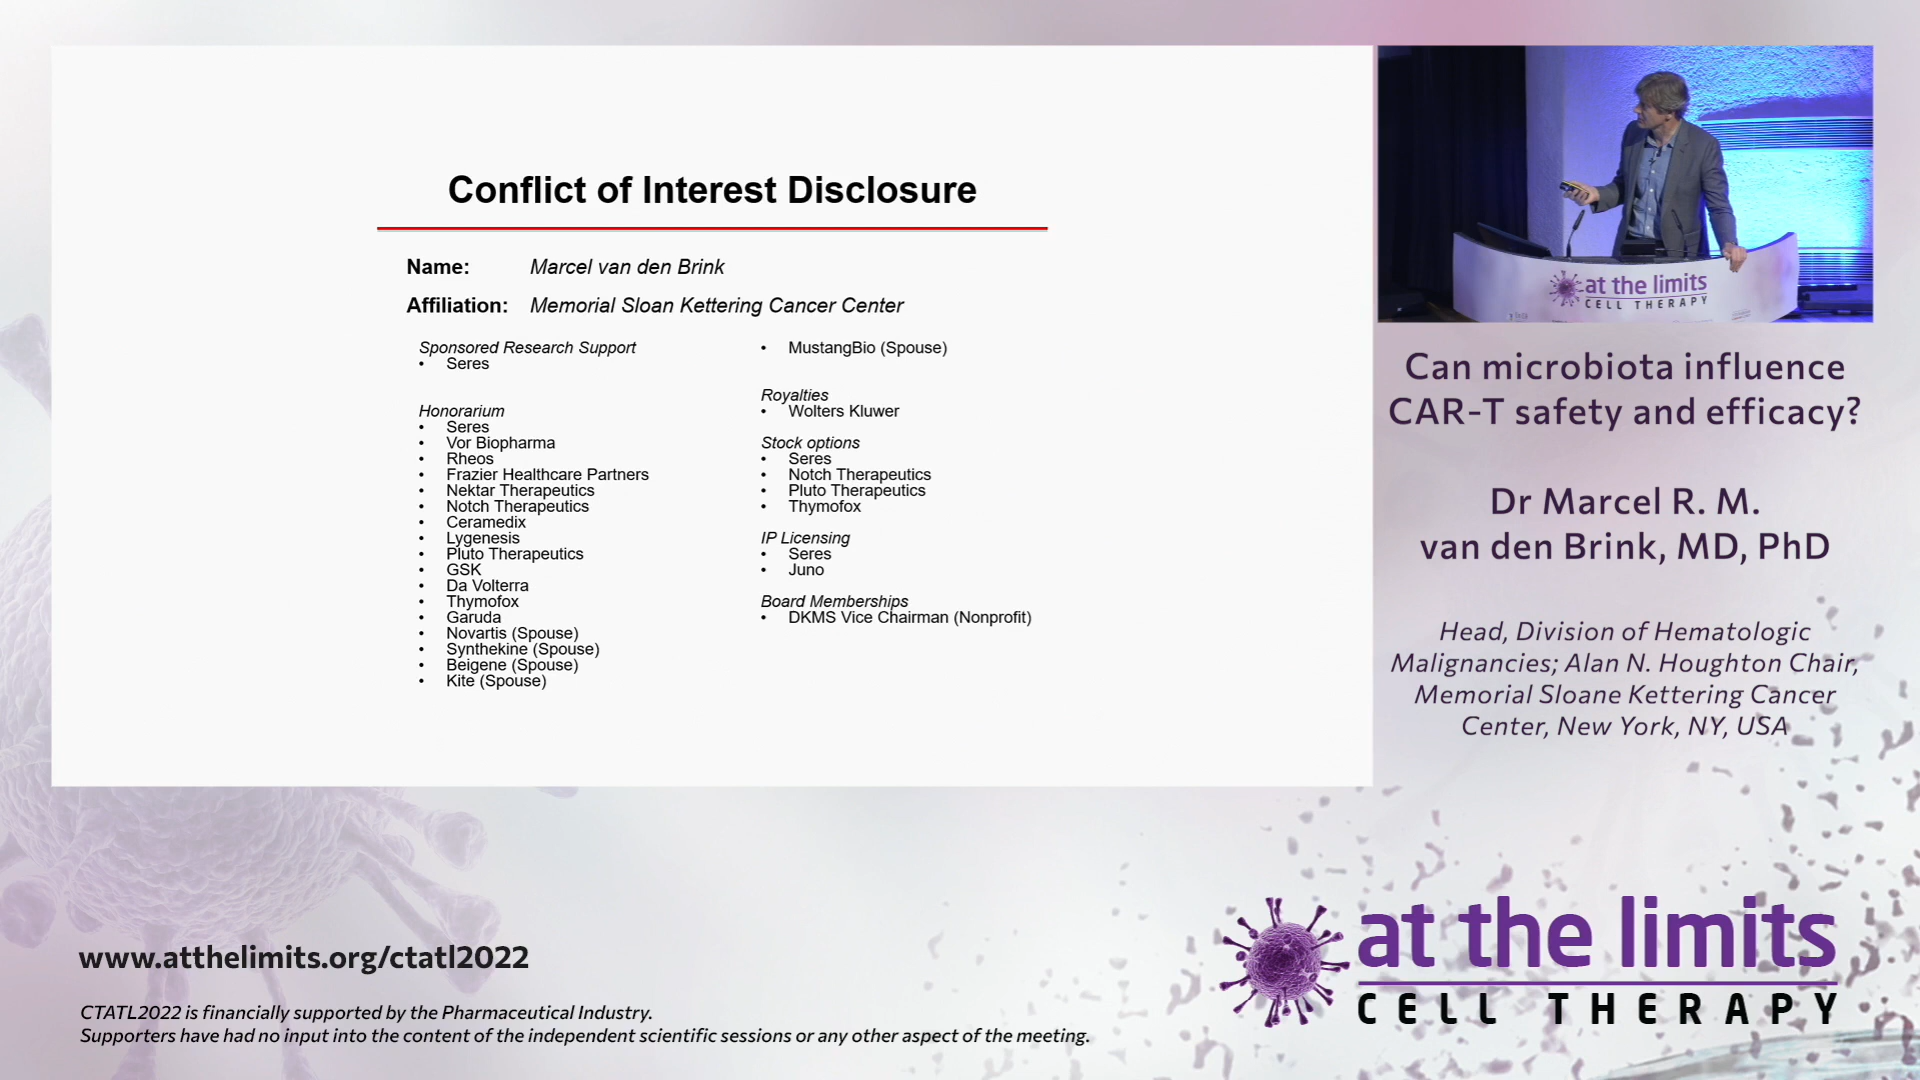 Conflict of Interest Disclosure
Name: Marcel van den Brink
Affiliation: Memorial Sloan Kettering Cancer Center
Sponsored Research Support
• Seres
Honorarium
• Seres
• Vor Biopharma
• Rheos
• Frazier Healthcare Partners
• Nektar Therapeutics
• Notch Therapeutics
• Ceramedix
• Lygenesis
• Pluto Therapeutics
• GSK
• Da Volterra
• Thymofox
• Garuda
• Novartis (Spouse)
• Synthekine (Spouse)
• Beigene (Spouse)
• Kite (Spouse)
• MustangBio (Spouse)
Royalties
• Wolters Kluwer
Stock options
• Seres
• Notch Therapeutics
• Pluto Therapeutics
• Thymofox
IP Licensing
• Seres
• Juno
Board Memberships
• DKMS Vice Chairman (Nonprofit)
at the limits
CELL THERAPY
Can microbiota influence
CAR-T safety and efficacy?
Dr Marcel R. M.
van den Brink, MD, PhD
Head, Division of Hematologic
Malignancies; Alan N. Houghton Chair,
Memorial Sloane Kettering Cancer
Center, New York, NY, USA
www.atthelimits.org/ctatl2022
CTATL2022 is financially supported by the Pharmaceutical Industry.
Supporters have had no input into the content of the independent scientific sessions or any other aspect of the meeting.
at the limits
CELL THERAPY